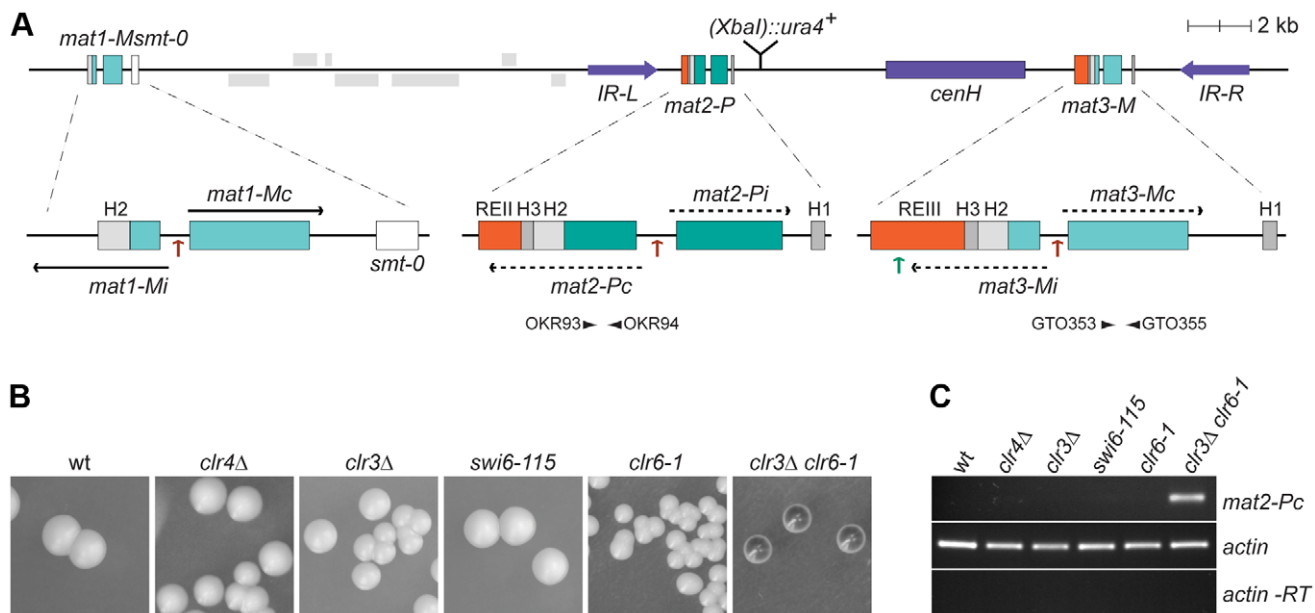 A
mat1-Msmt-0
(XbaI)::ura4+
2 kb
IR-L
mat2-P
cenH
mat3-M
IR-R
H2
mat1-Mc
smt-0
mat1-Mi
REII H3 H2
mat2-Pi
H1
mat2-Pc
OKR93 OKR94
REIII H3 H2
mat3-Mc
H1
mat3-Mi
GTO353 GTO355
B
wt
clr4Δ
clr3Δ
swi6-115
clr6-1
clr3Δ clr6-1
C
wt
clr4Δ
clr3Δ
swi6-115
clr6-1
clr3Δ clr6-1
mat2-Pc
actin
actin -RT